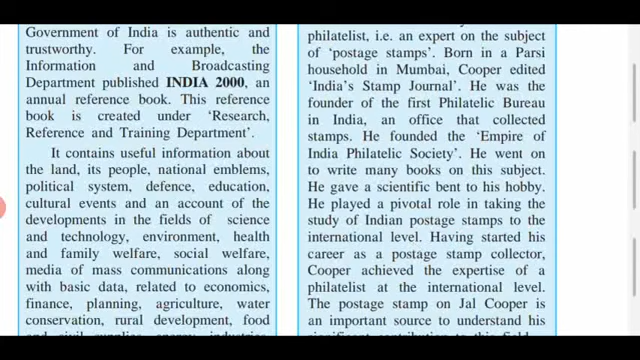 Government of India is authentic and
trustworthy. For example, the
Information and Broadcasting
Department published INDIA 2000, an
annual reference book. This reference
book is created under ‘Research,
Reference and Training Department’.
It contains useful information about
the land, its people, national emblems,
political system, defence, education,
cultural events and an account of the
developments in the fields of science
and technology, environment, health
and family welfare, social welfare,
media of mass communications along
with basic data, related to economics,
finance, planning, agriculture, water
conservation, rural development, food
and civil supplies, energy, industries,
philatelist, i.e. an expert on the subject
of ‘postage stamps’. Born in a Parsi
household in Mumbai, Cooper edited
‘India’s Stamp Journal’. He was the
founder of the first Philatelic Bureau
in India, an office that collected
stamps. He founded the ‘Empire of
India Philatelic Society’. He went on
to write many books on this subject.
He gave a scientific bent to his hobby.
He played a pivotal role in taking the
study of Indian postage stamps to the
international level. Having started his
career as a postage stamp collector,
Cooper achieved the expertise of a
philatelist at the international level.
The postage stamp on Jal Cooper is
an important source to understand his
significant contribution to this field.